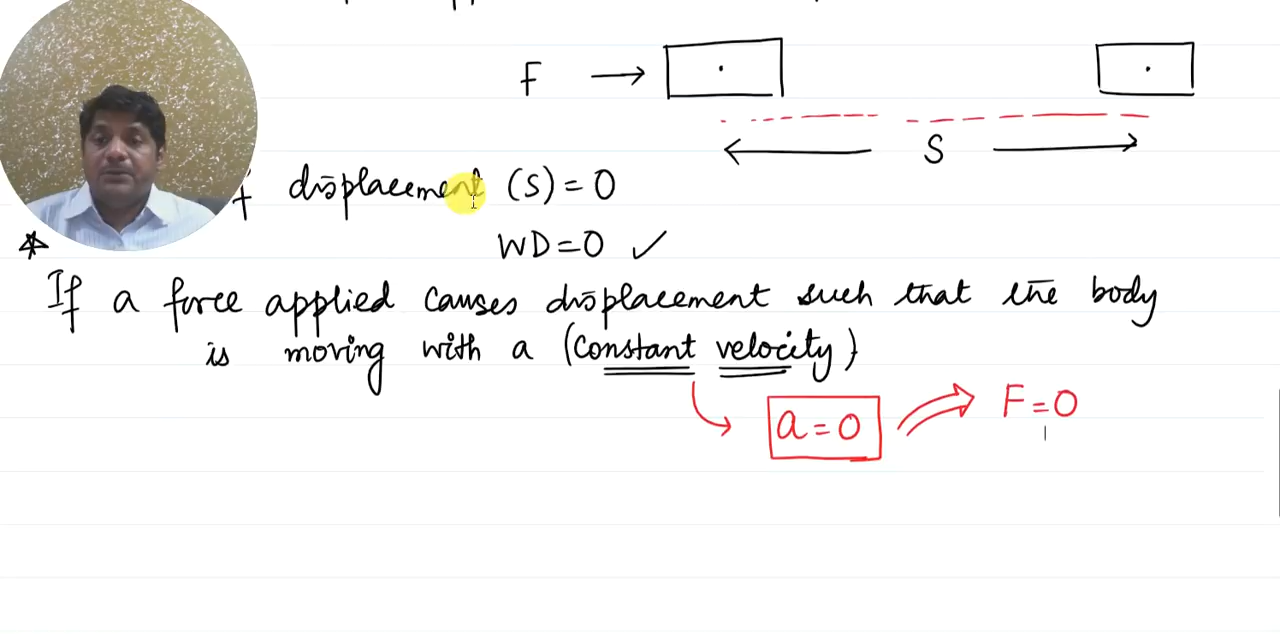 F →
S
displacement (S) = 0
* WD = 0 ✓
If a force applied causes displacement such that the body
is moving with a (constant velocity)
a = 0 F = 0